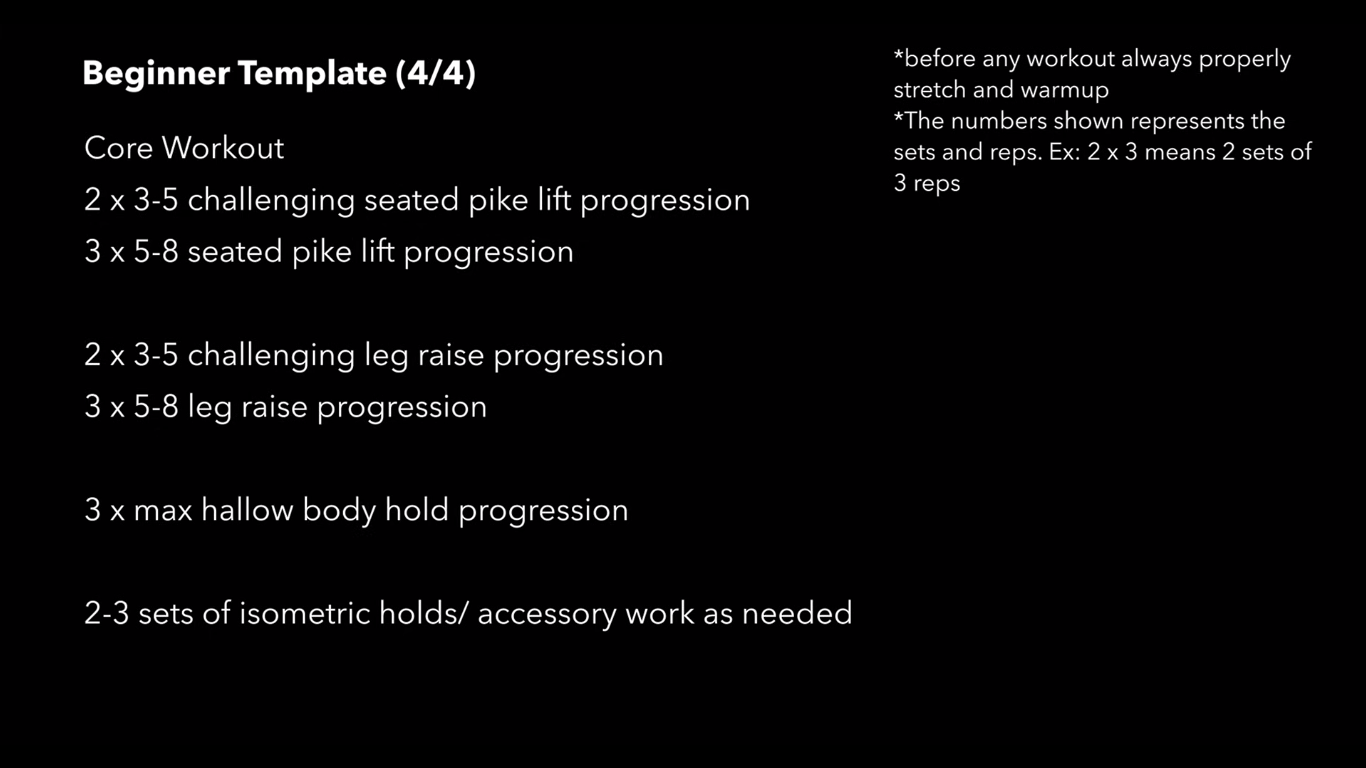 Beginner Template (4/4)
Core Workout
2 x 3-5 challenging seated pike lift progression
3 x 5-8 seated pike lift progression
2 x 3-5 challenging leg raise progression
3 x 5-8 leg raise progression
3 x max hallow body hold progression
2-3 sets of isometric holds/ accessory work as needed
*before any workout always properly
stretch and warmup
*The numbers shown represents the
sets and reps. Ex: 2 x 3 means 2 sets of
3 reps